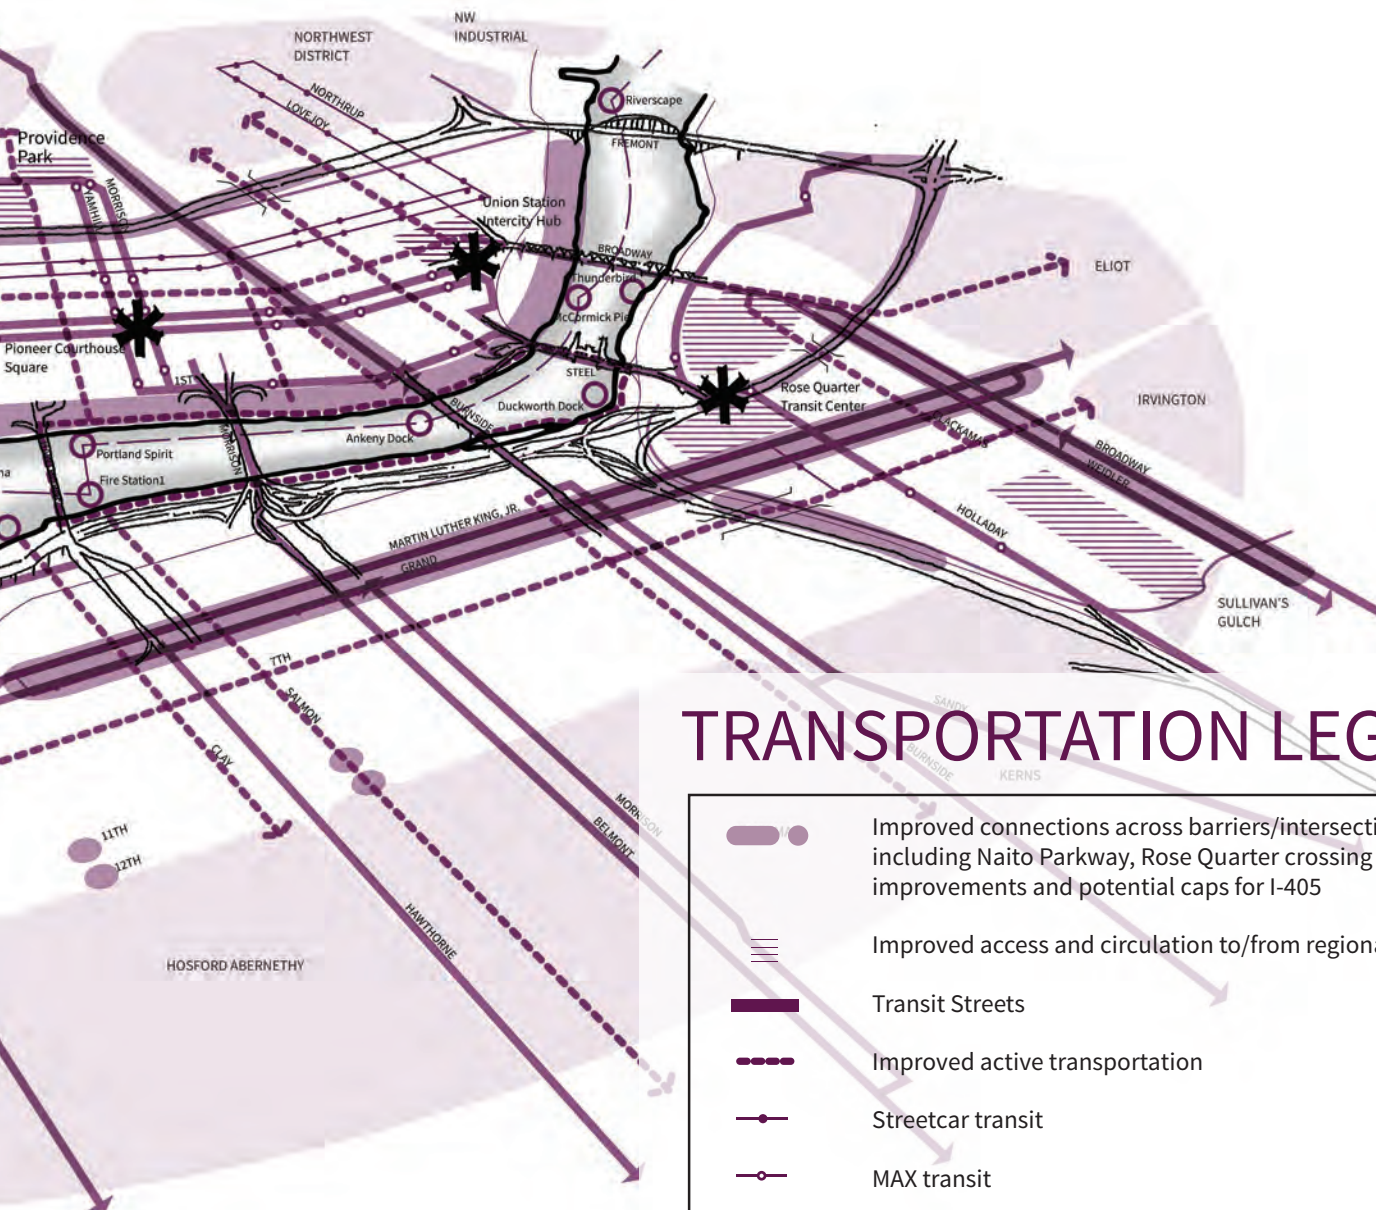 NW
INDUSTRIAL
NORTHWEST
DISTRICT
NORTHRUP
LOVEJOY
Riverscape
FREMONT
Providence
Park
YAMHILL
MORRISON
Union Station
Intercity Hub
BROADWAY
Thunderbird
McCormick Pier
ELIOT
Pioneer Courthouse
Square
1ST
STEEL
Duckworth Dock
Rose Quarter
Transit Center
IRVINGTON
BURNSIDE
Ankeny Dock
CLACKAMAS
MORRISON
Portland Spirit
Fire Station1
BROADWAY
WEIDLER
MARTIN LUTHER KING, JR.
GRAND
HOLLADAY
SULLIVAN'S
GULCH
7TH
SALMON
CLAY
SANDY
BURNSIDE
KERNS
11TH
12TH
MORRISON
BELMONT
HAWTHORNE
HOSFORD ABERNETHY
TRANSPORTATION LEG
Improved connections across barriers/intersecti
including Naito Parkway, Rose Quarter crossing
improvements and potential caps for I-405
Improved access and circulation to/from regiona
Transit Streets
Improved active transportation
Streetcar transit
MAX transit